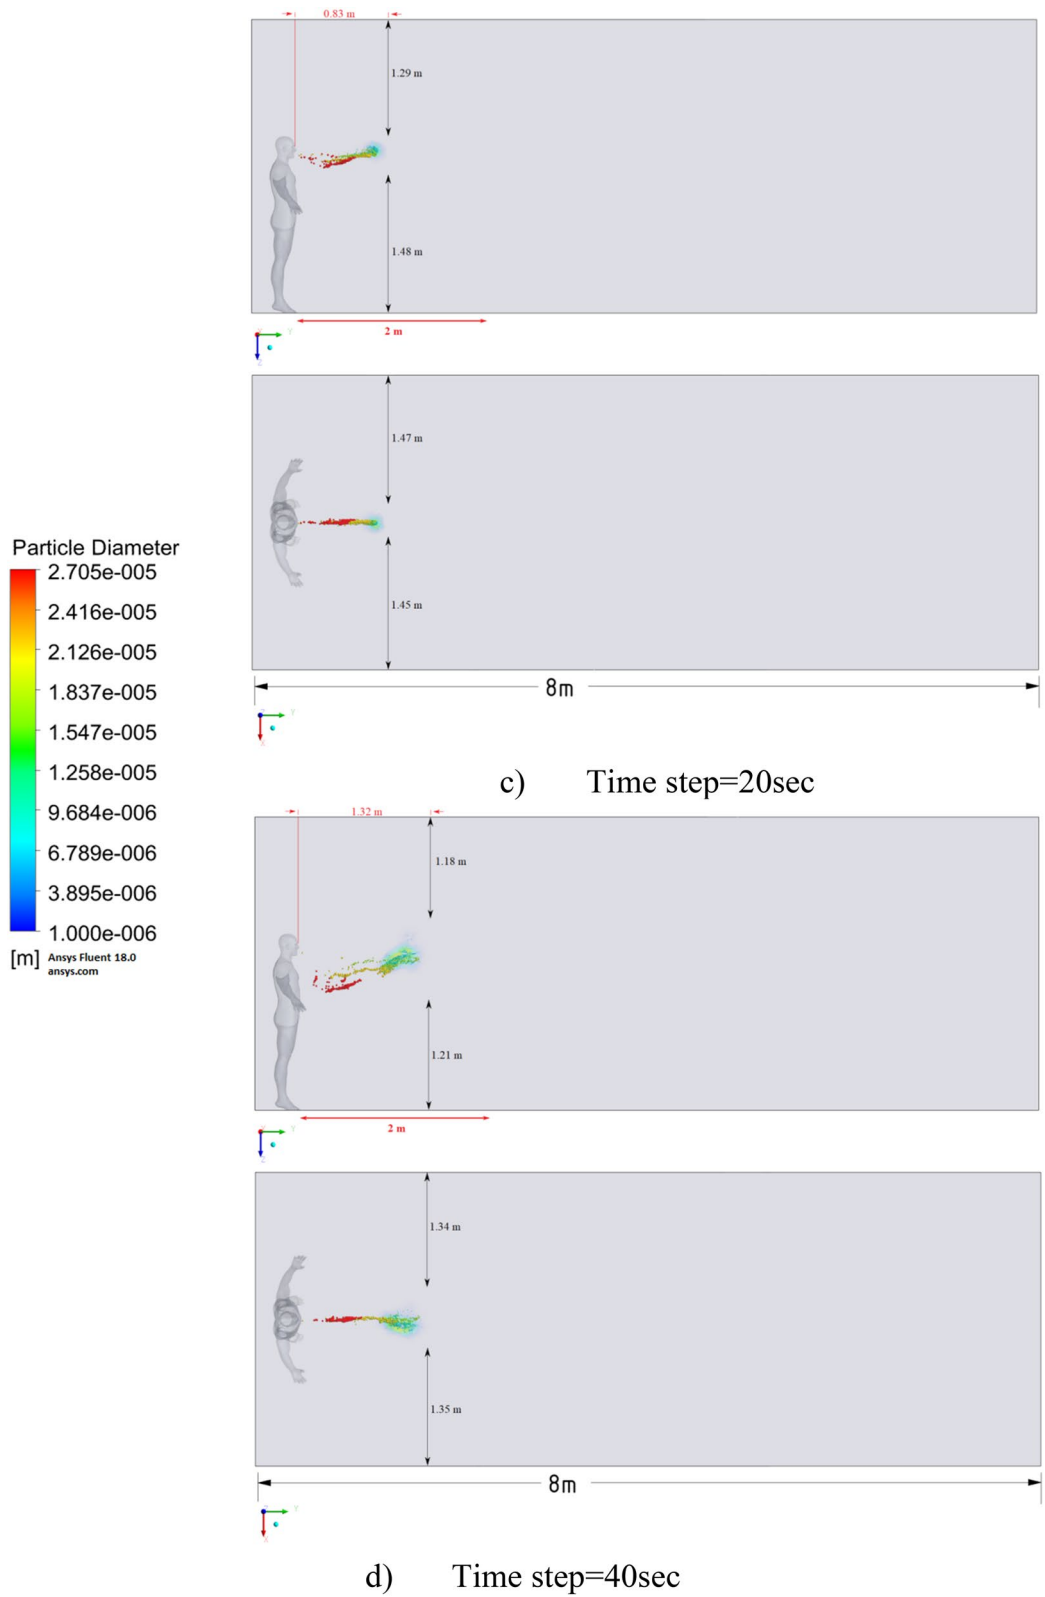 0.83 m
1.29 m
1.48 m
Y
2 m
Z
1.47 m
1.45 m
8m
Y
X
c) Time step=20sec
Particle Diameter
2.705e-005
2.416e-005
2.126e-005
1.837e-005
1.547e-005
1.258e-005
9.684e-006
6.789e-006
3.895e-006
1.000e-006
[m] Ansys Fluent 18.0
ansys.com
1.32 m
1.18 m
1.21 m
2 m
Y
Z
1.34 m
1.35 m
8m
Y
X
d) Time step=40sec